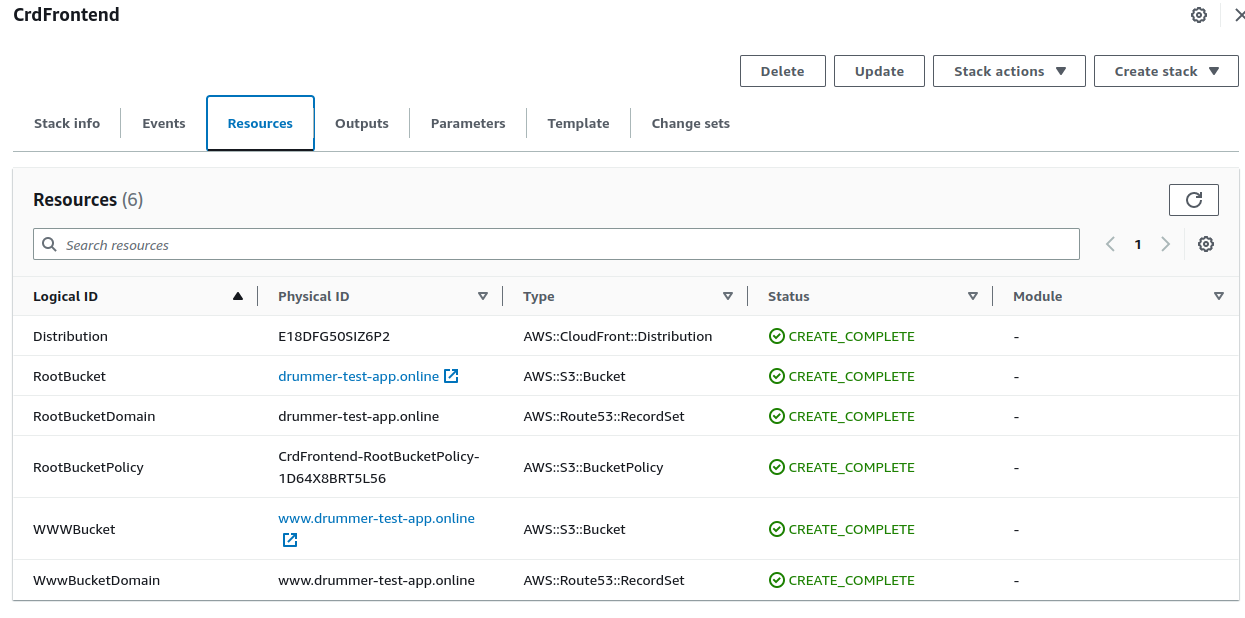 CrdFrontend
Delete Update Stack actions Create stack
Stack info Events Resources Outputs Parameters Template Change sets
Resources (6)
Search resources 1
Logical ID Physical ID Type Status Module
Distribution E18DFG50SIZ6P2 AWS::CloudFront::Distribution CREATE_COMPLETE -
RootBucket drummer-test-app.online AWS::S3::Bucket CREATE_COMPLETE -
RootBucketDomain drummer-test-app.online AWS::Route53::RecordSet CREATE_COMPLETE -
RootBucketPolicy CrdFrontend-RootBucketPolicy- AWS::S3::BucketPolicy CREATE_COMPLETE -
1D64X8BRT5L56
WWWBucket www.drummer-test-app.online AWS::S3::Bucket CREATE_COMPLETE -
WwwBucketDomain www.drummer-test-app.online AWS::Route53::RecordSet CREATE_COMPLETE -